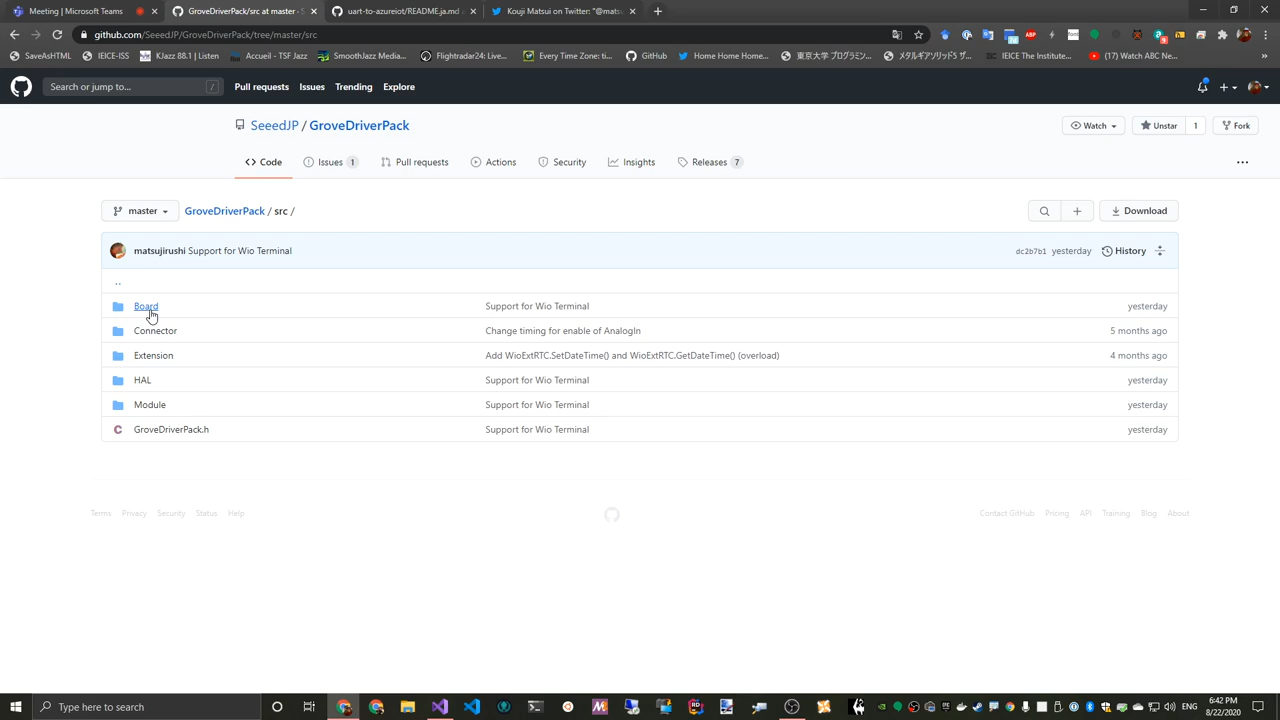 Meeting | Microsoft Teams
GroveDriverPack/src at master · S
uart-to-azureiot/README.ja.md
Kouji Matsui on Twitter: "@mats
github.com/SeeedJP/GroveDriverPack/tree/master/src
SaveAsHTML
IEICE-ISS
KJazz 88.1 | Listen
Accueil - TSF Jazz
SmoothJazz Media...
Flightradar24: Live...
Every Time Zone: ti...
GitHub
Home Home Home...
東京大学 プログラミン...
メタルギアソリッドズ...
IEICE The Institute...
(17) Watch ABC Ne...
Search or jump to... /
Pull requests
Issues
Trending
Explore
SeeedJP / GroveDriverPack
Watch
Unstar 1
Fork
Code
Issues 1
Pull requests
Actions
Security
Insights
Releases 7
master
GroveDriverPack / src /
Download
matsujirushi Support for Wio Terminal
dc2b7b1 yesterday
History
..
Board Support for Wio Terminal yesterday
Connector Change timing for enable of AnalogIn 5 months ago
Extension Add WioExtRTC.SetDateTime() and WioExtRTC.GetDateTime() (overload) 4 months ago
HAL Support for Wio Terminal yesterday
Module Support for Wio Terminal yesterday
GroveDriverPack.h Support for Wio Terminal yesterday
Terms Privacy Security Status Help
Contact GitHub Pricing API Training Blog About
Type here to search
ENG
6:42 PM
8/22/2020